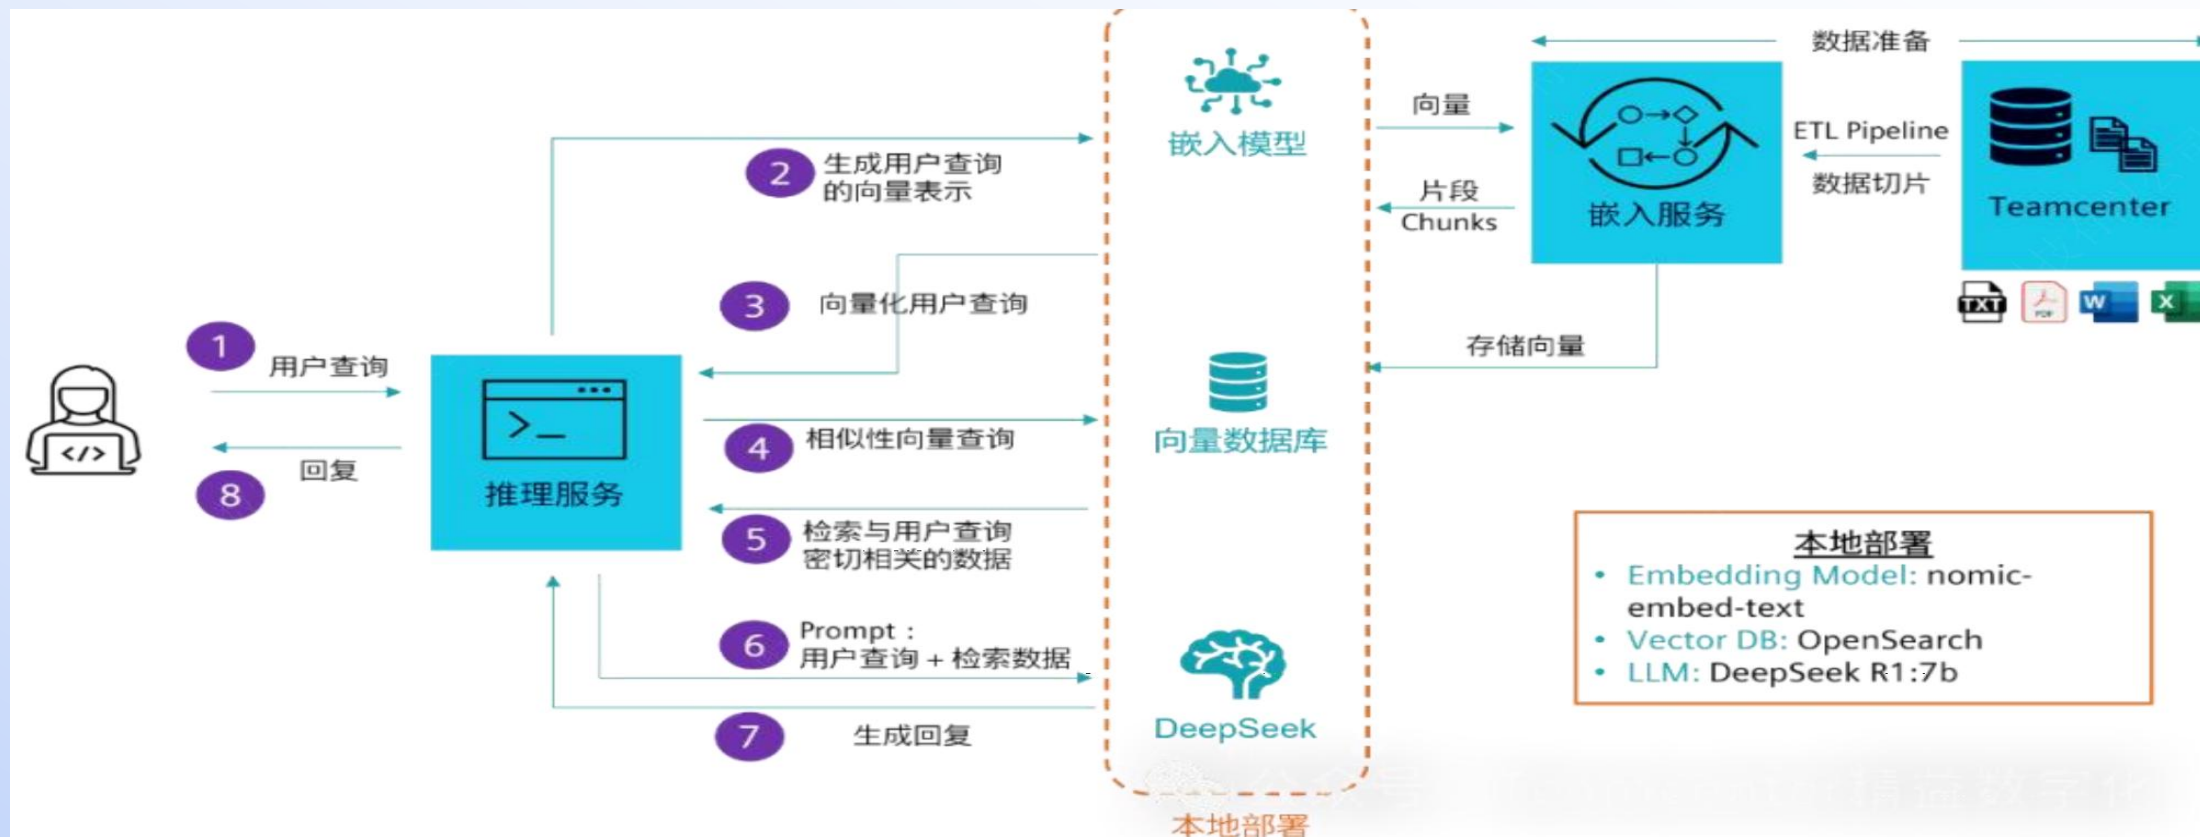 数据准备
向量
嵌入模型
ETL Pipeline
数据切片
片段
Chunks
嵌入服务
Teamcenter
2
生成用户查询
的向量表示
3
向量化用户查询
TXT
PDF
W
X
1
用户查询
存储向量
</>
>_
4
相似性向量查询
向量数据库
8
回复
推理服务
5
检索与用户查询
密切相关的数据
本地部署
• Embedding Model: nomic-
embed-text
• Vector DB: OpenSearch
• LLM: DeepSeek R1:7b
6
Prompt：
用户查询 + 检索数据
7
生成回复
DeepSeek
本地部署